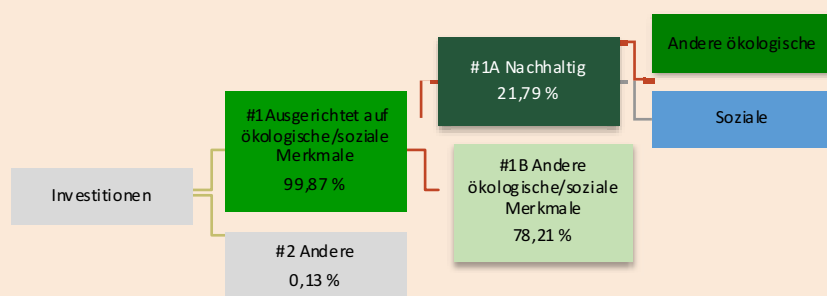 Investitionen
#1Ausgerichtet auf
ökologische/soziale
Merkmale
99,87 %
#2 Andere
0,13 %
#1A Nachhaltig
21,79 %
#1B Andere
ökologische/soziale
Merkmale
78,21 %
Andere ökologische
Soziale